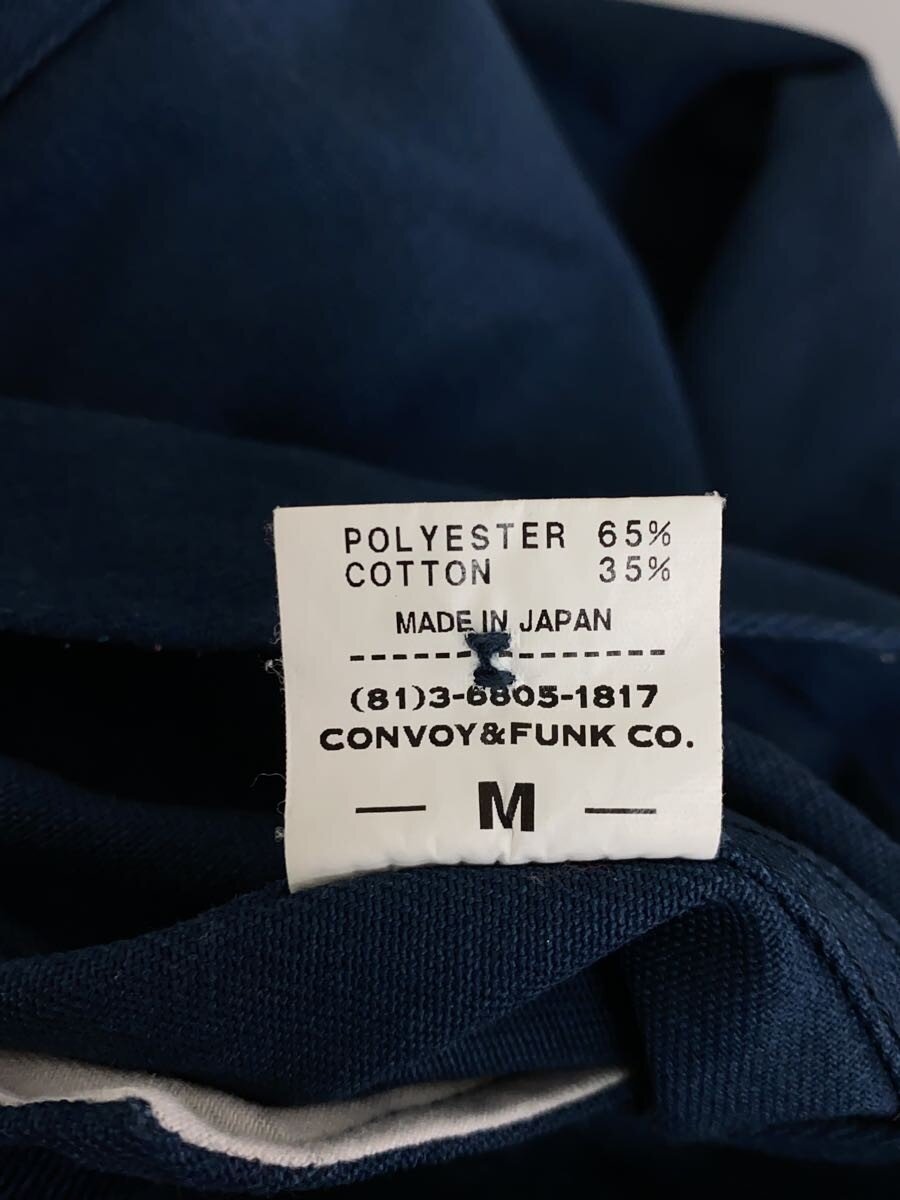 POLYESTER 65%
COTTON 35%
MADE IN JAPAN
(81)3-6805-1817
CONVOY&FUNK CO.
— M —